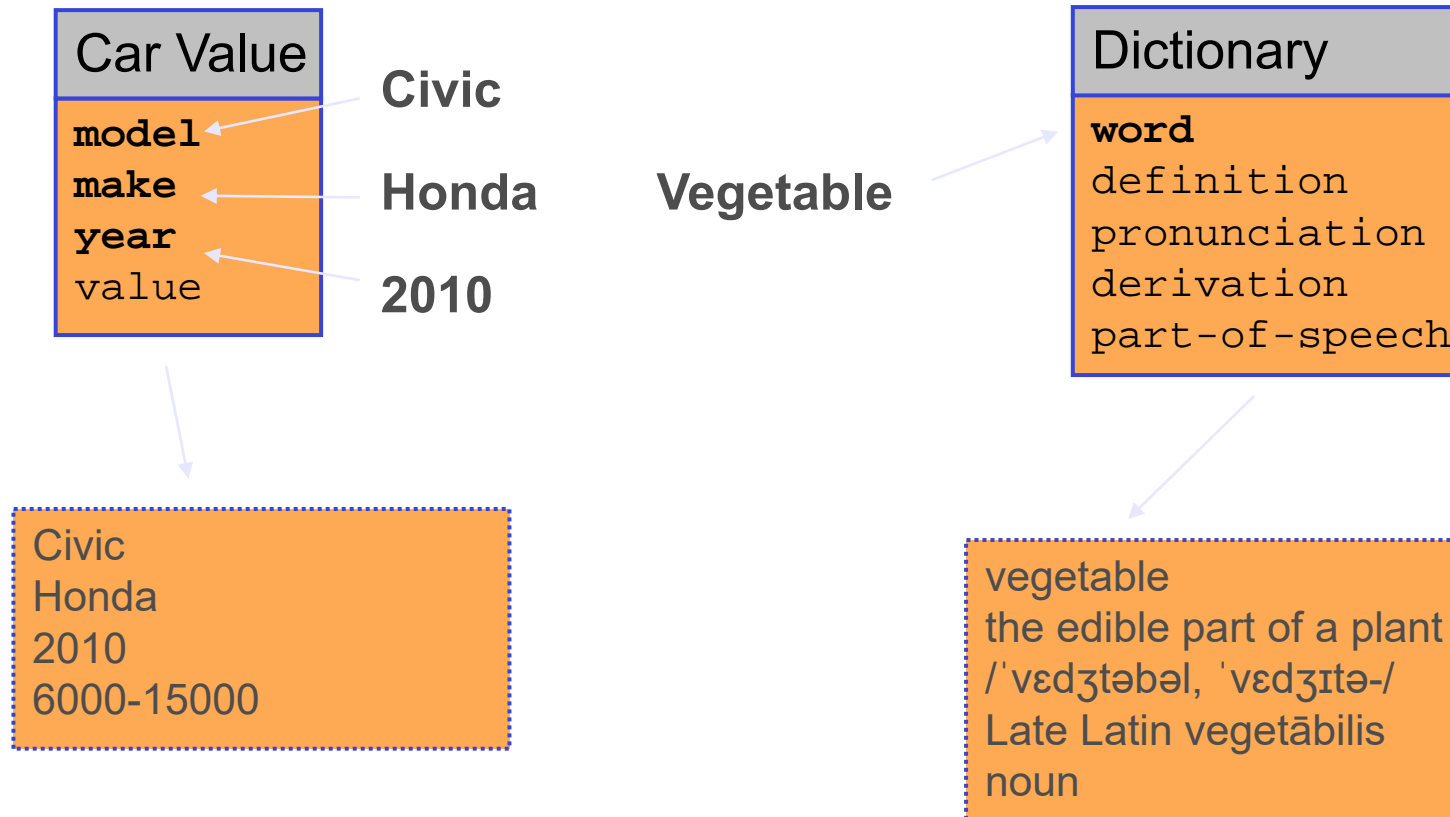 Car Value
model
make
year
value
Civic
Honda
2010
Civic
Honda
2010
6000-15000
Vegetable
Dictionary
word
definition
pronunciation
derivation
part-of-speech
vegetable
the edible part of a plant
/ˈvɛdʒtəbəl, ˈvɛdʒɪtə-/
Late Latin vegetābilis
noun